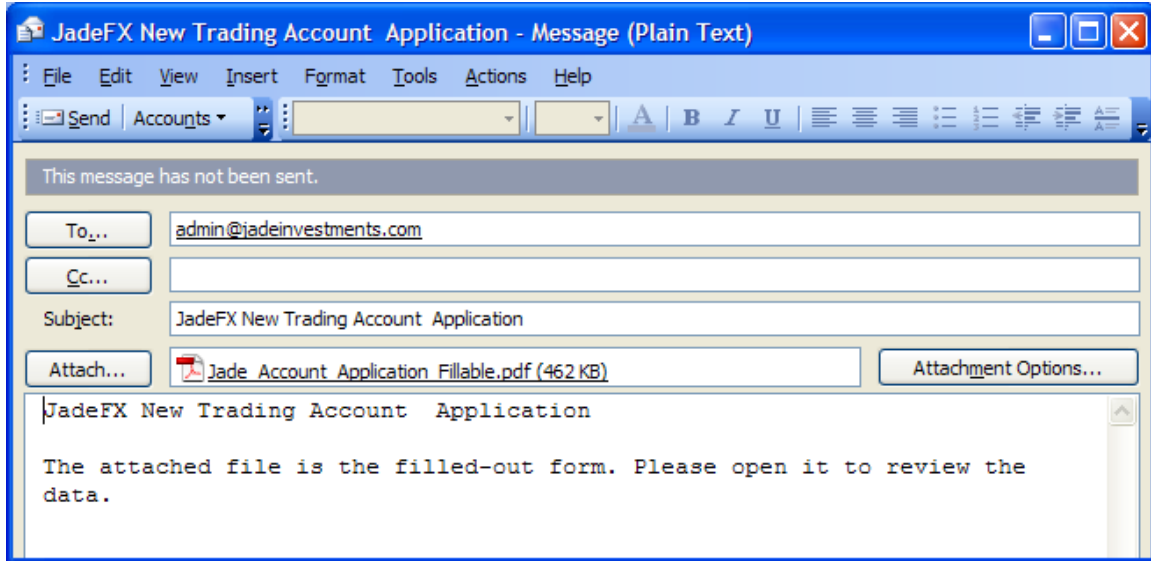 JadeFX New Trading Account  Application - Message (Plain Text)
File Edit View Insert Format Tools Actions Help
Send Accounts A B I U
This message has not been sent.
To... admin@jadeinvestments.com
Cc...
Subject: JadeFX New Trading Account  Application
Attach... Jade_Account_Application_Fillable.pdf (462 KB) Attachment Options...
JadeFX New Trading Account  Application
The attached file is the filled-out form. Please open it to review the
data.